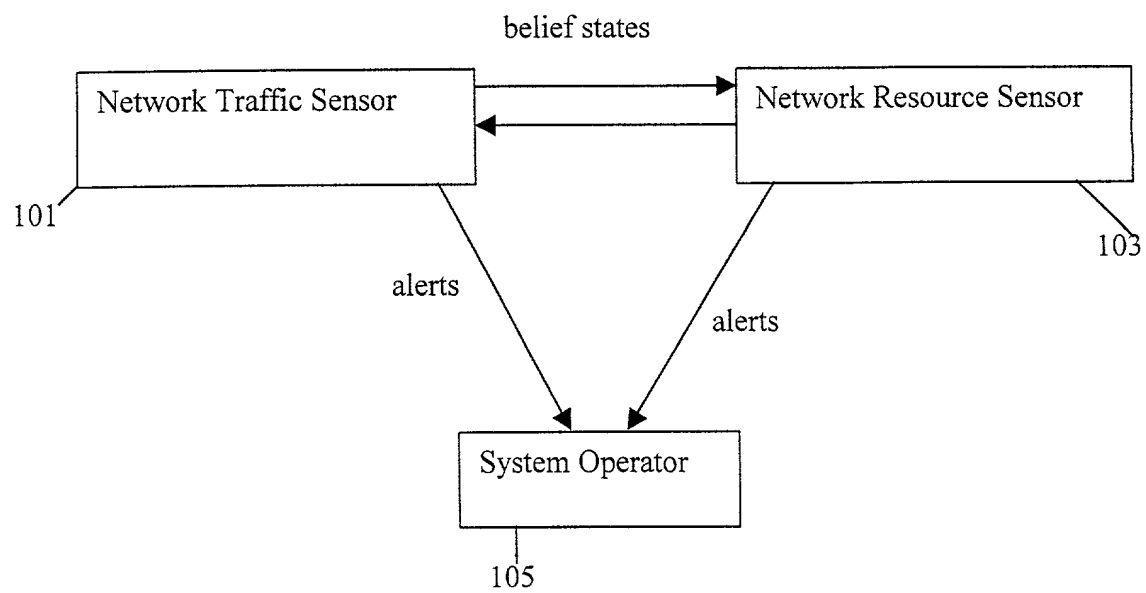 belief states
Network Traffic Sensor
Network Resource Sensor
101
103
alerts
alerts
System Operator
105